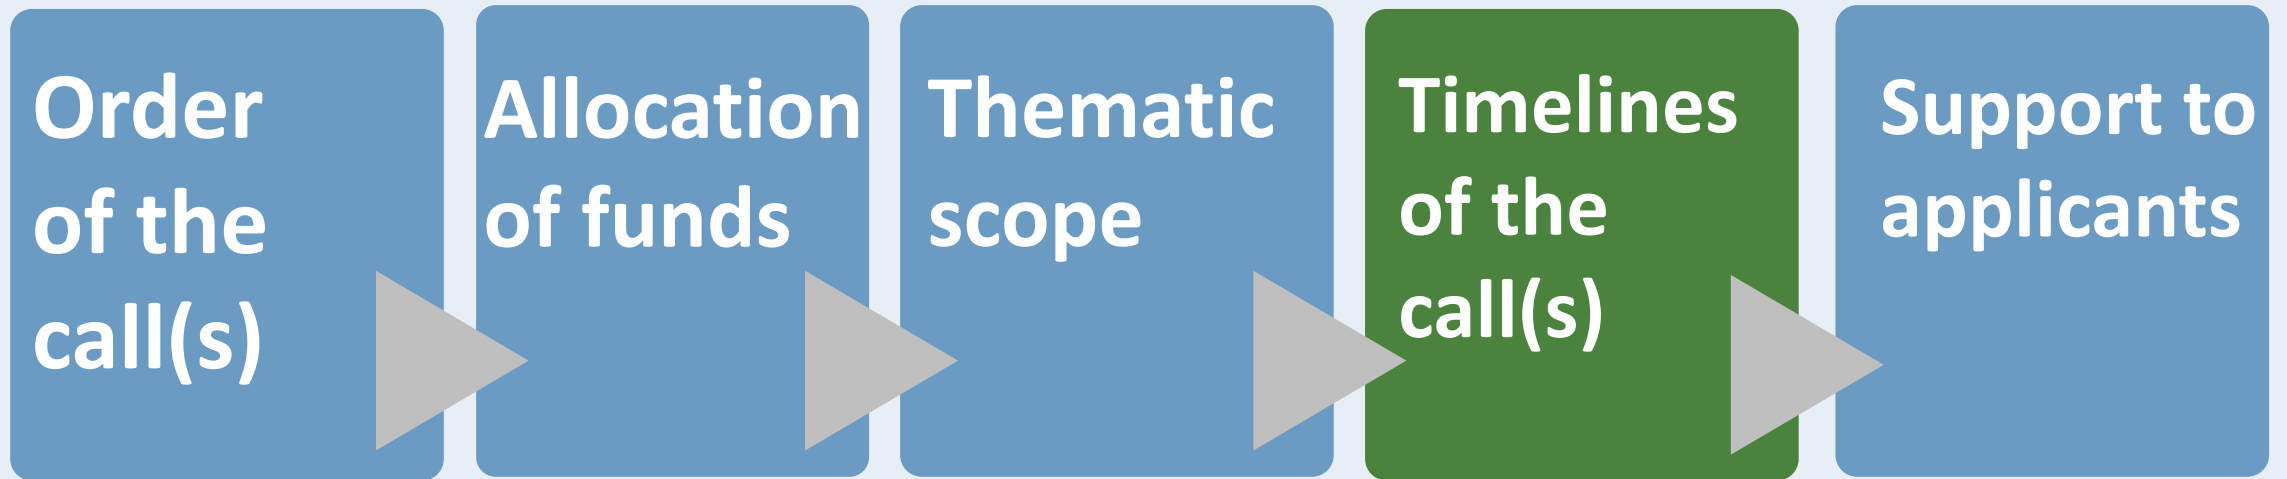 Order
of the
call(s)
Allocation
of funds
Thematic
scope
Timelines
of the
call(s)
Support to
applicants